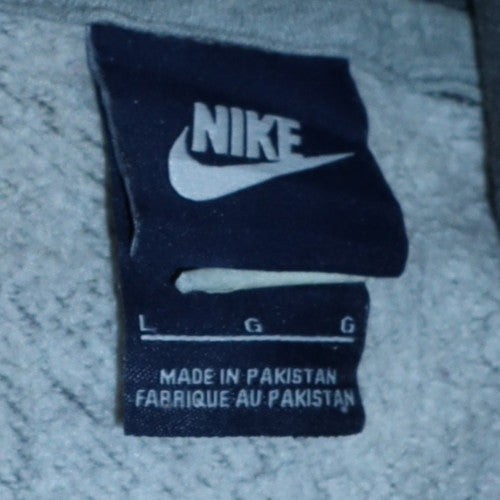 NIKE
L G G
MADE IN PAKISTAN
FABRIQUE AU PAKISTAN